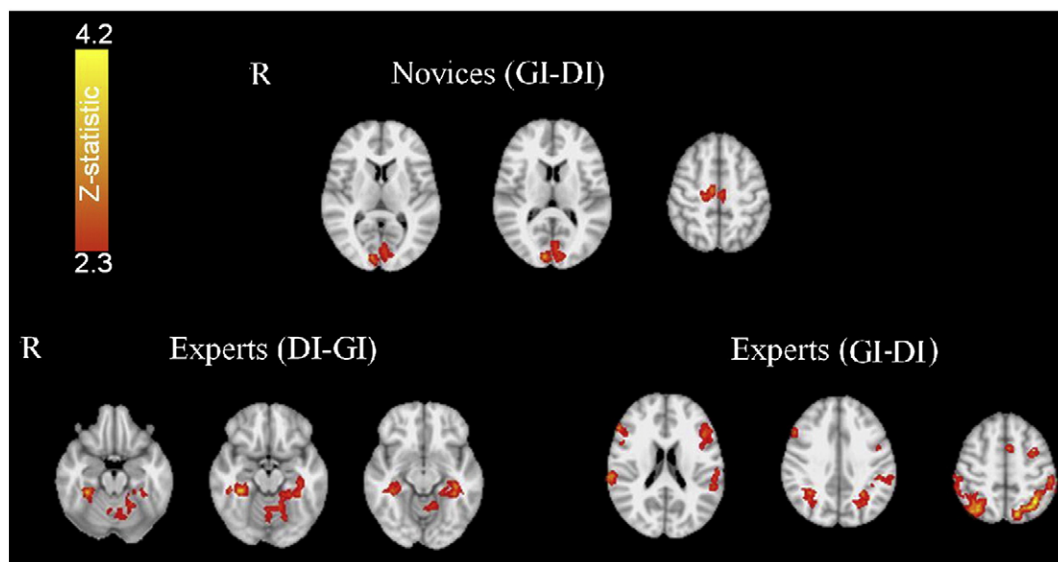 4.2
Z-statistic
2.3
R
Novices (GI-DI)
R
Experts (DI-GI)
Experts (GI-DI)